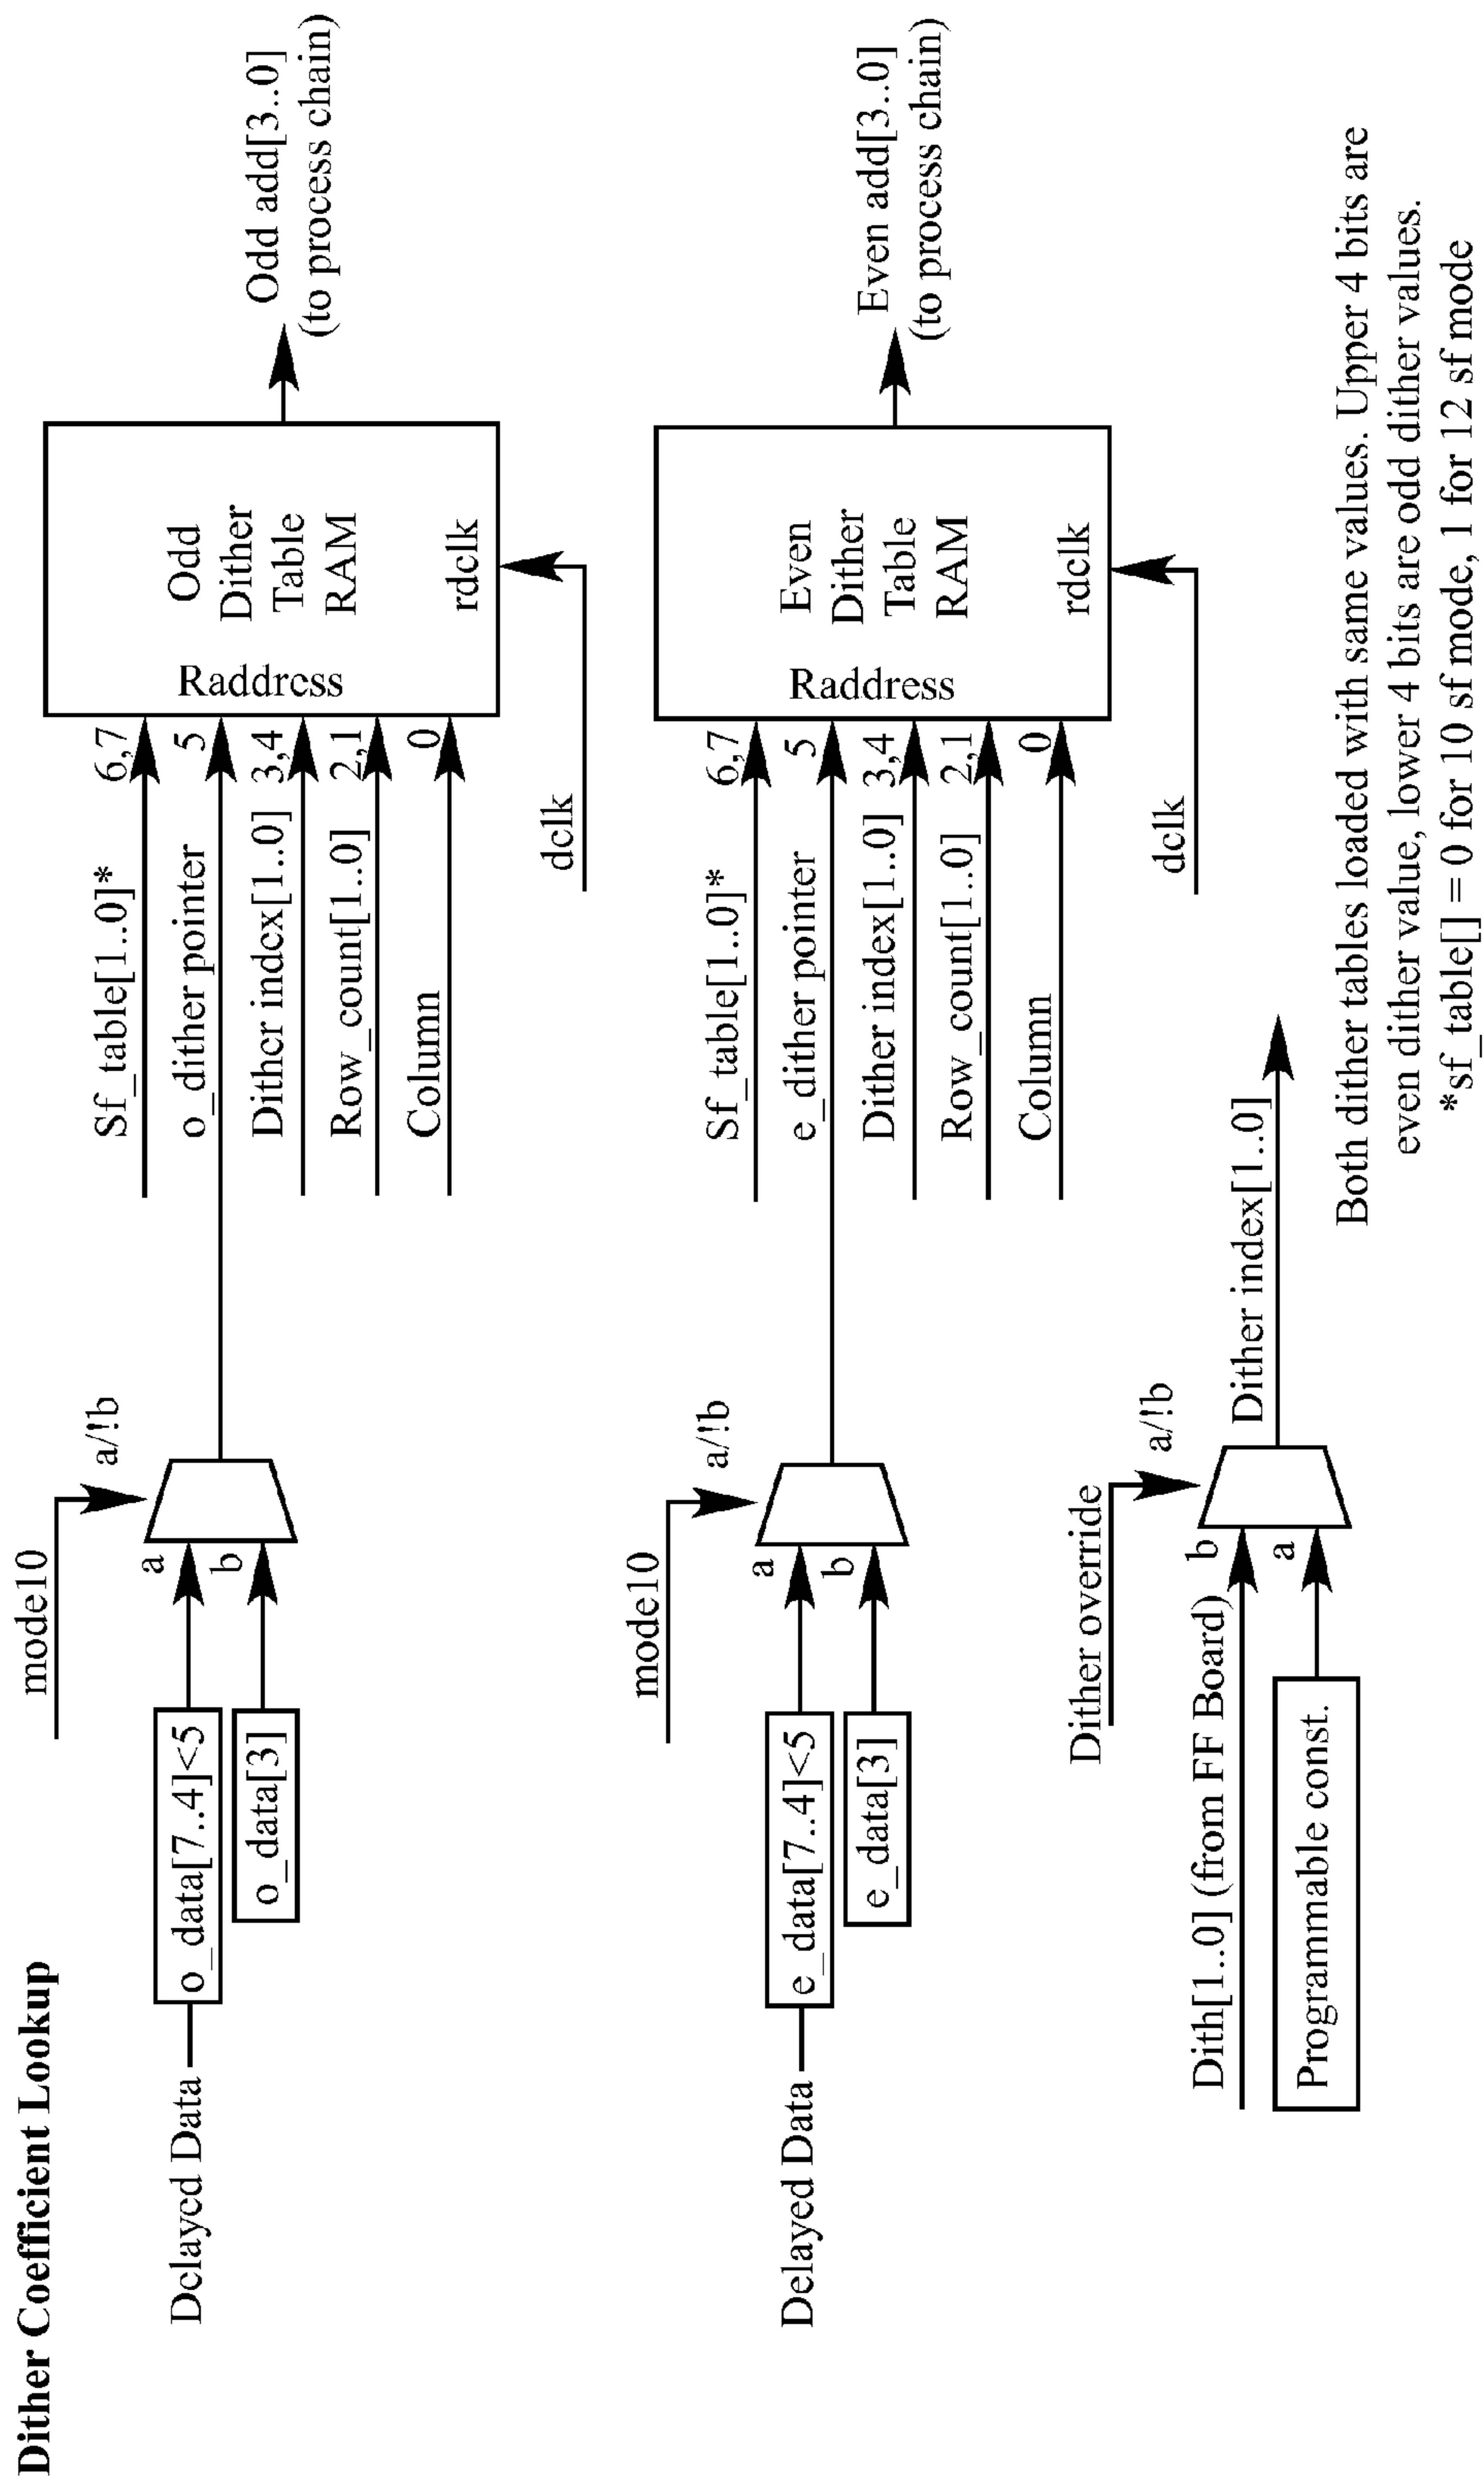 Dither Coefficient Lookup
mode10
a/!b
Delayed Data
o_data[7..4]<5
a
o_data[3]
b
Sf_table[1..0]*
6,7
o_dither pointer
5
Dither index[1..0]
3,4
Row_count[1..0]
2,1
Column
0
Raddress
Odd
Dither
Table
RAM
rdclk
dclk
Odd add[3..0]
(to process chain)
mode10
a/!b
Delayed Data
e_data[7..4]<5
a
e_data[3]
b
Sf_table[1..0]*
6,7
e_dither pointer
5
Dither index[1..0]
3,4
Row_count[1..0]
2,1
Column
0
Raddress
Even
Dither
Table
RAM
rdclk
dclk
Even add[3..0]
(to process chain)
Dither override
a/!b
Dith[1..0] (from FF Board)
b
Programmable const.
a
Dither index[1..0]
Both dither tables loaded with same values. Upper 4 bits are
even dither value, lower 4 bits are odd dither values.
*sf_table[] = 0 for 10 sf mode, 1 for 12 sf mode